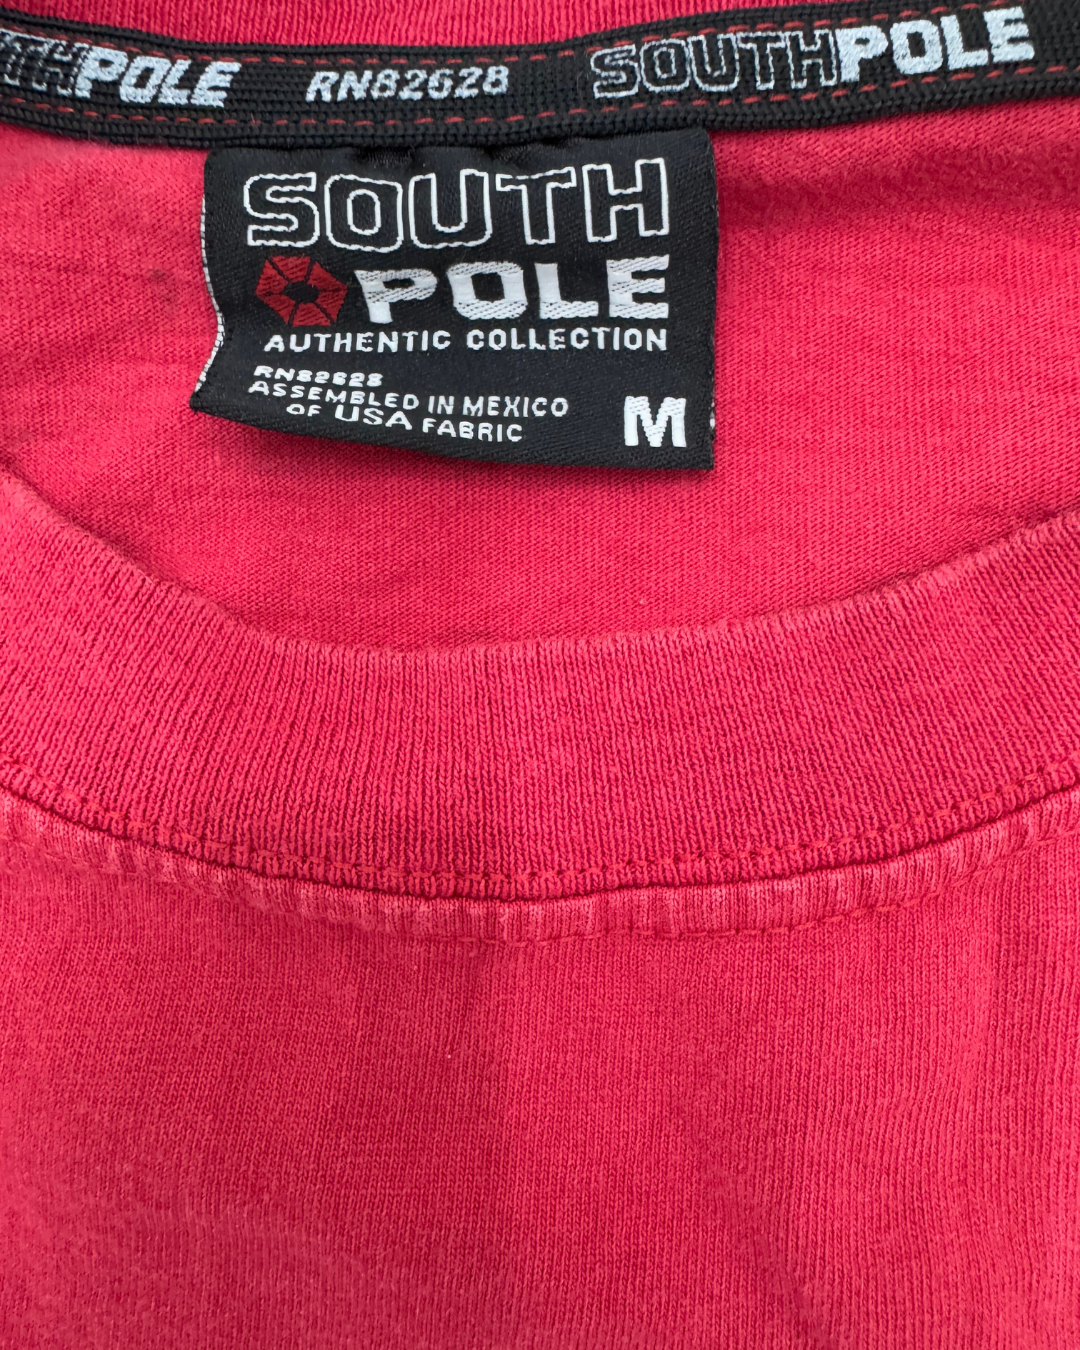 THPOLE RN82628 SOUTHPOLE
SOUTH
POLE
AUTHENTIC COLLECTION
RN82628
ASSEMBLED IN MEXICO
OF USA FABRIC
M